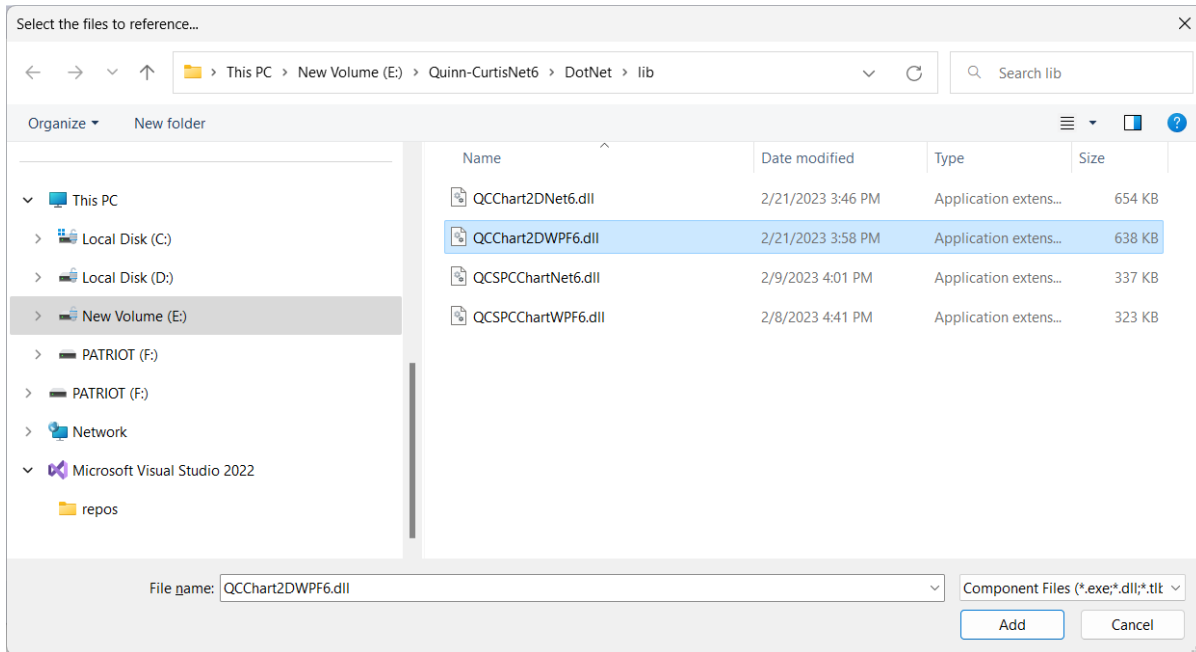 Select the files to reference...
This PC > New Volume (E:) > Quinn-CurtisNet6 > DotNet > lib
Search lib
Organize New folder
Name Date modified Type Size
This PC
Local Disk (C:)
Local Disk (D:)
New Volume (E:)
PATRIOT (F:)
PATRIOT (F:)
Network
Microsoft Visual Studio 2022
repos
QCChart2DNet6.dll 2/21/2023 3:46 PM Application extens... 654 KB
QCChart2DWPF6.dll 2/21/2023 3:58 PM Application extens... 638 KB
QCSPCChartNet6.dll 2/9/2023 4:01 PM Application extens... 337 KB
QCSPCChartWPF6.dll 2/8/2023 4:41 PM Application extens... 323 KB
File name: QCChart2DWPF6.dll Component Files (*.exe;*.dll;*.tlb
Add Cancel